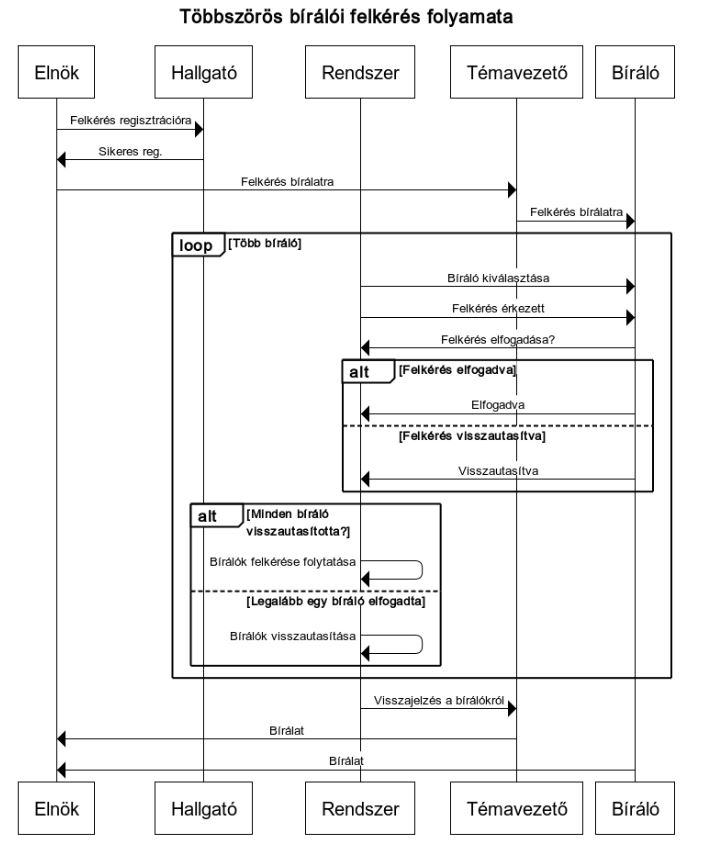 Többszörös bírálói felkérés folyamata
Elnök
Hallgató
Rendszer
Témavezető
Bíráló
Felkérés regisztrációra
Sikeres reg.
Felkérés bírálatra
Felkérés bírálatra
loop
[Több bíráló]
Bíráló kiválasztása
Felkérés érkezett
Felkérés elfogadása?
alt
[Felkérés elfogadva]
Elfogadva
[Felkérés visszautasítva]
Visszautasítva
alt
[Minden bíráló
visszautasította?]
Bírálók felkérése folytatása
[Legalább egy bíráló elfogadta]
Bírálók visszautasítása
Visszajelzés a bírálókról
Bírálat
Bírálat
Elnök
Hallgató
Rendszer
Témavezető
Bíráló